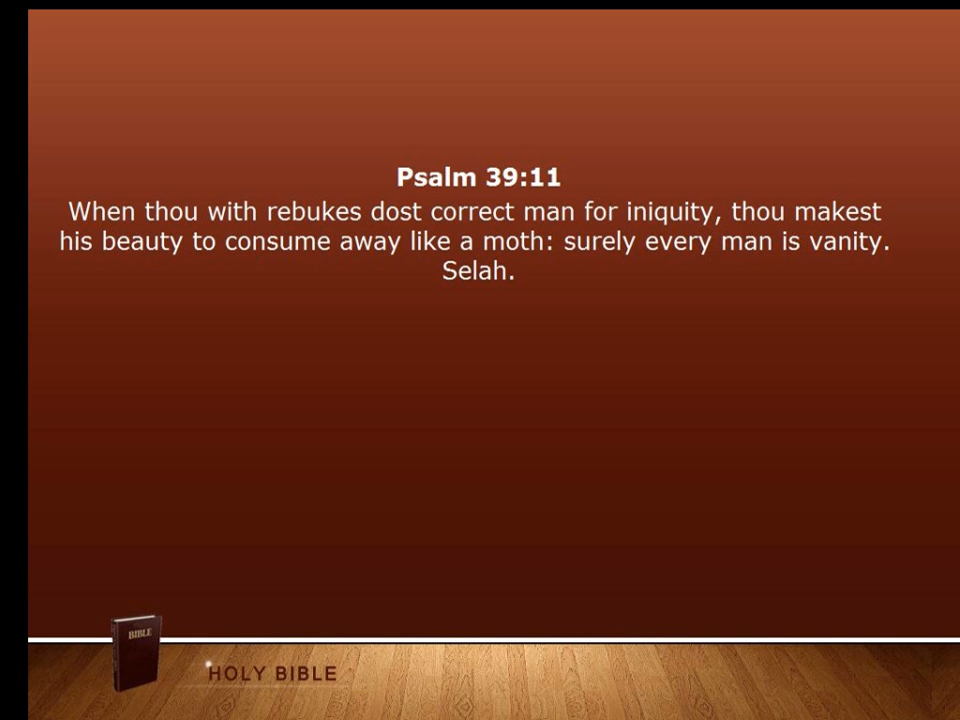 Psalm 39:11
When thou with rebukes dost correct man for iniquity, thou makest
his beauty to consume away like a moth: surely every man is vanity.
Selah.
BIBLE
HOLY BIBLE